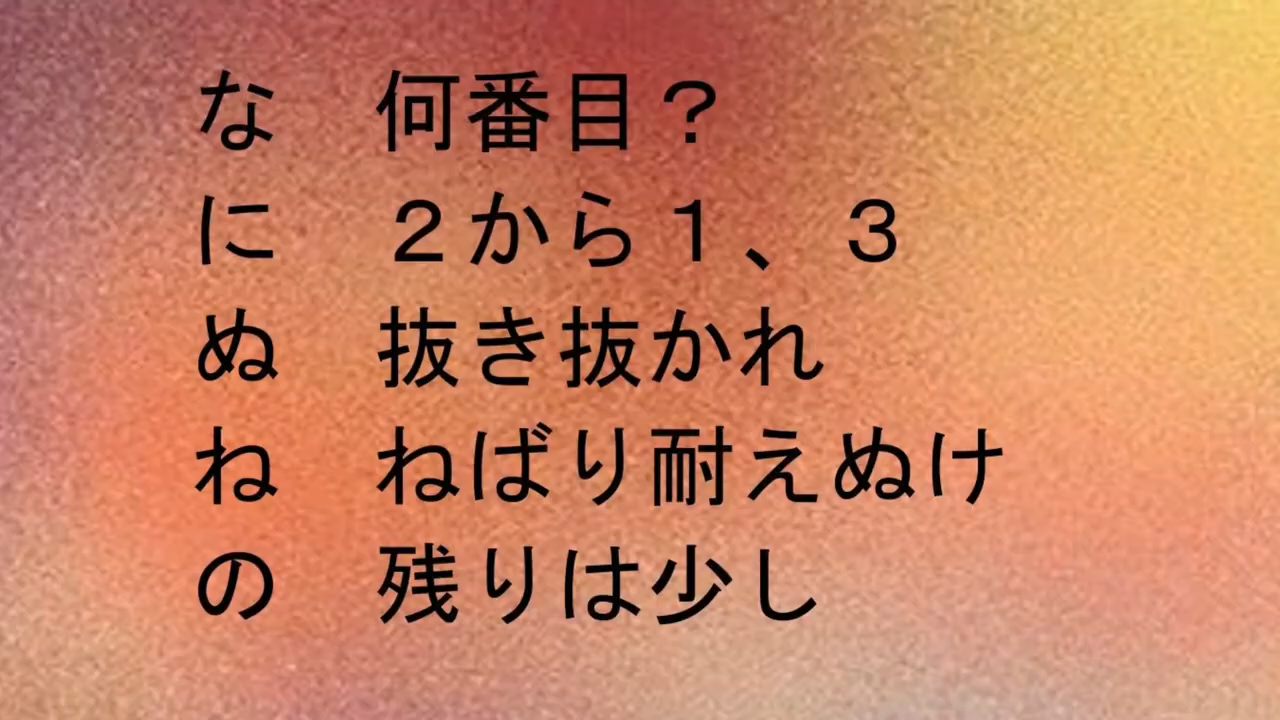 な　何番目？
に　２から１、３
ぬ　抜き抜かれ
ね　ねばり耐えぬけ
の　残りは少し